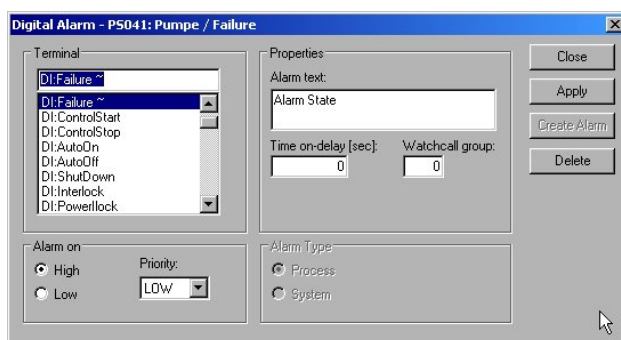 Digital Alarm - PS041: Pumpe / Failure
Terminal
DI:Failure ~
DI:Failure ~
DI:ControlStart
DI:ControlStop
DI:AutoOn
DI:AutoOff
DI:ShutDown
DI:Interlock
DI:Powerllock
Properties
Alarm text:
Alarm State
Time on-delay [sec]: Watchcall group:
0 0
Close
Apply
Create Alarm
Delete
Alarm on
High
Low
Priority:
LOW
Alarm Type
Process
System